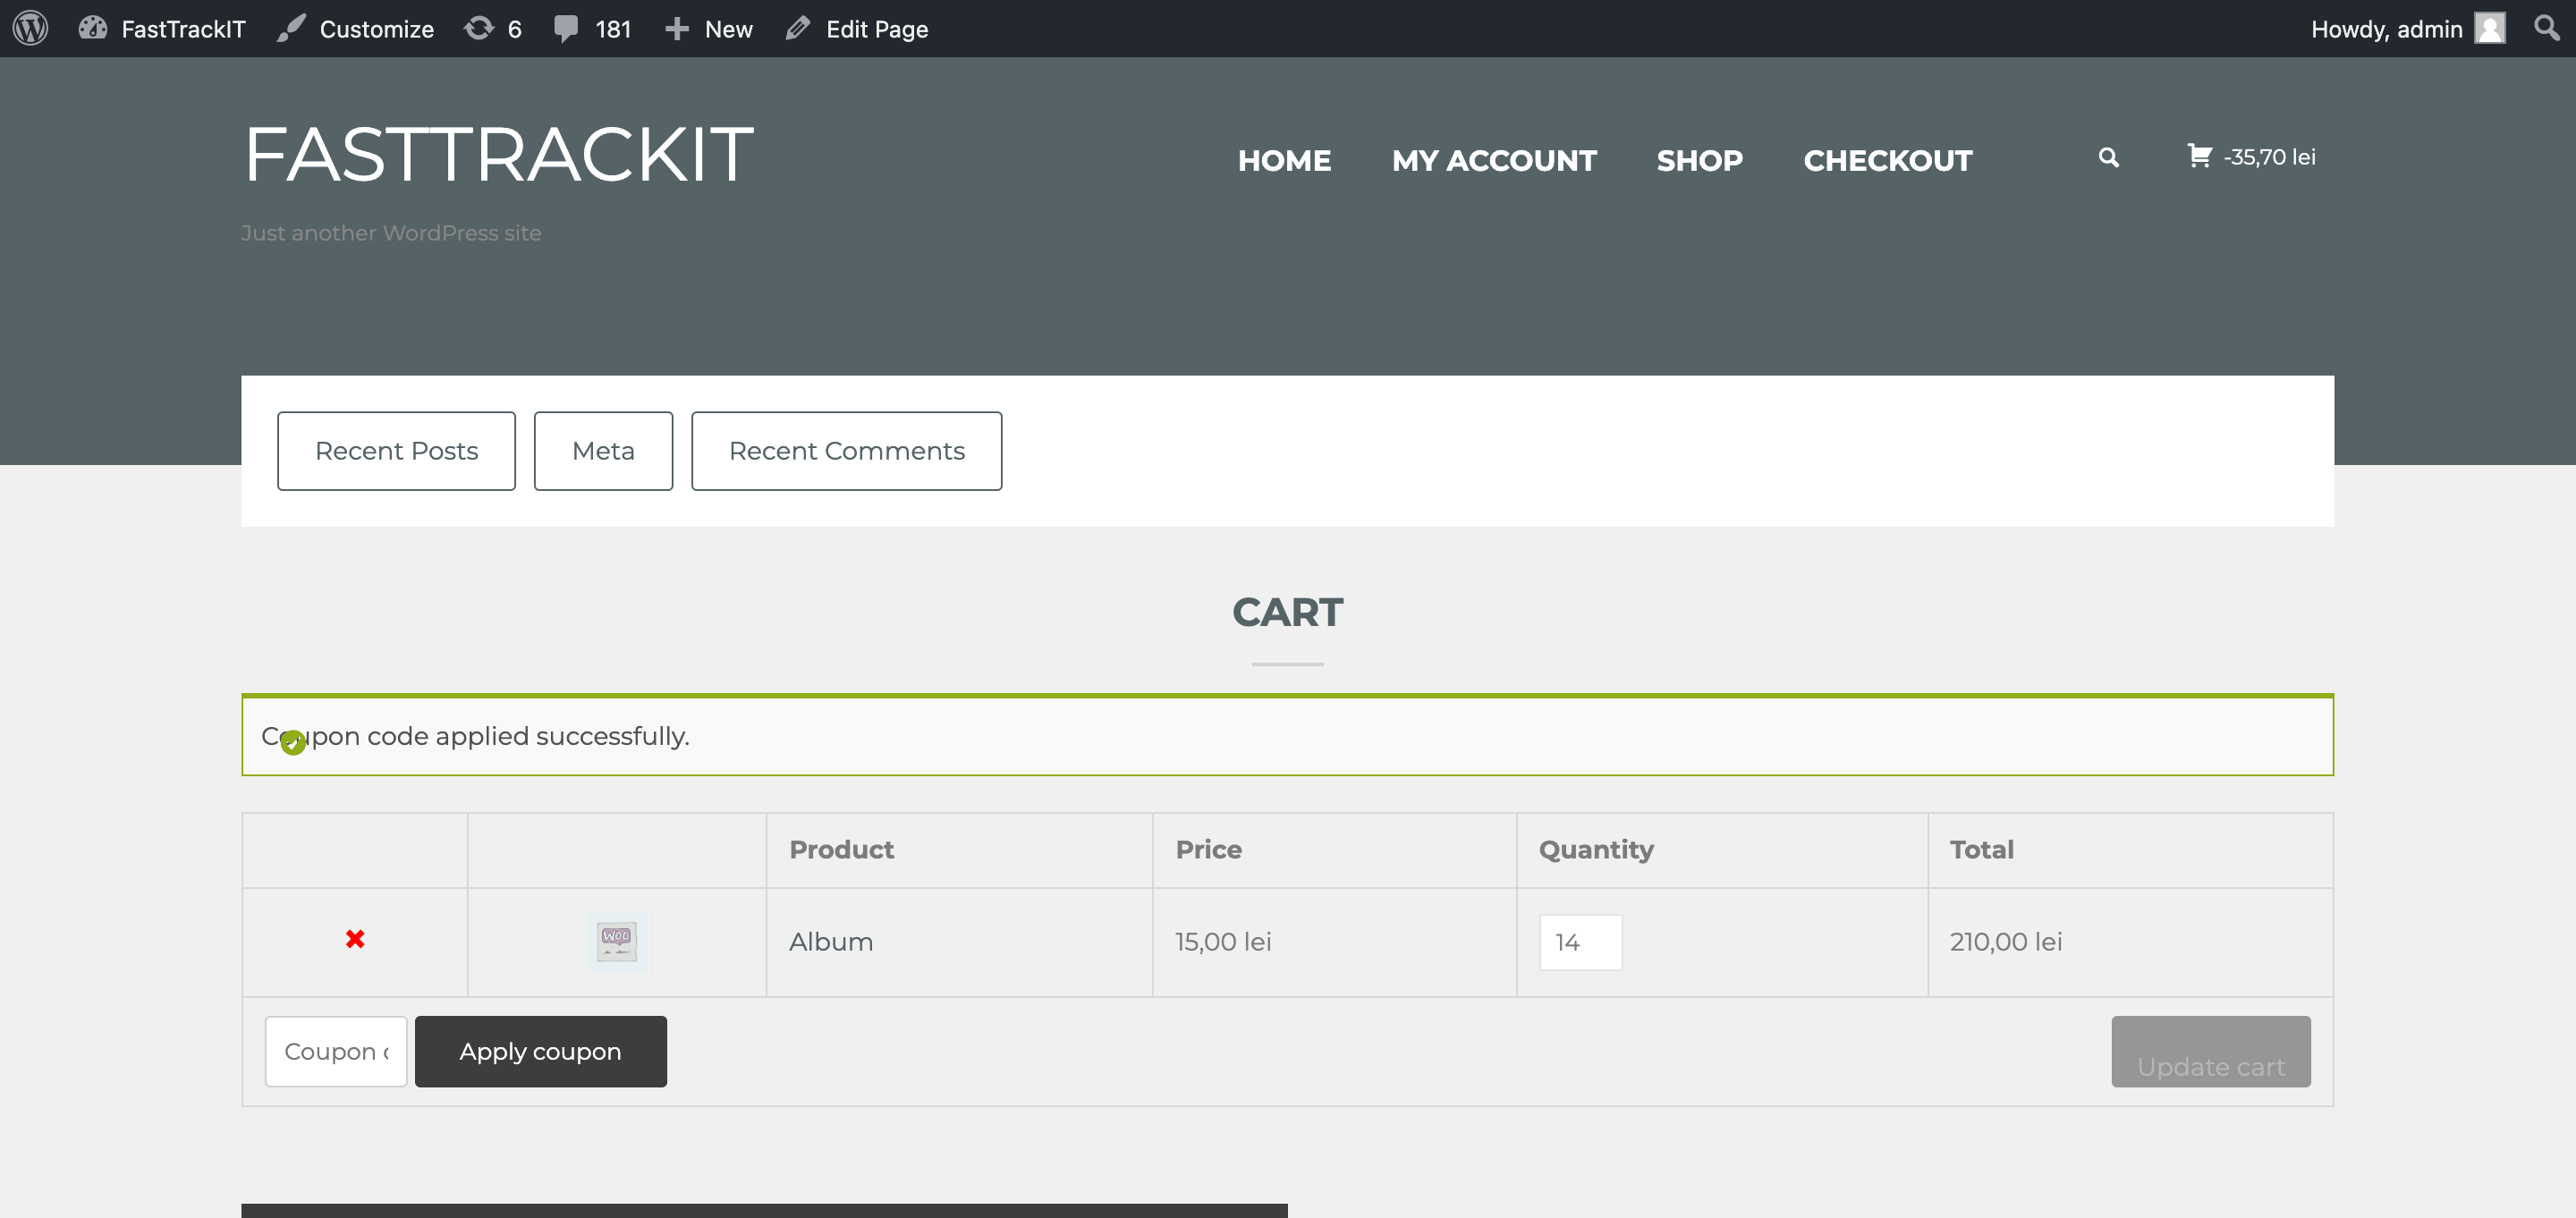 FastTrackIT Customize 6 181 New Edit Page Howdy, admin
FASTTRACKIT
HOME MY ACCOUNT SHOP CHECKOUT -35,70 lei
Just another WordPress site
Recent Posts Meta Recent Comments
CART
Coupon code applied successfully.
Product Price Quantity Total
WOO Album 15,00 lei 14 210,00 lei
Coupon c Apply coupon Update cart